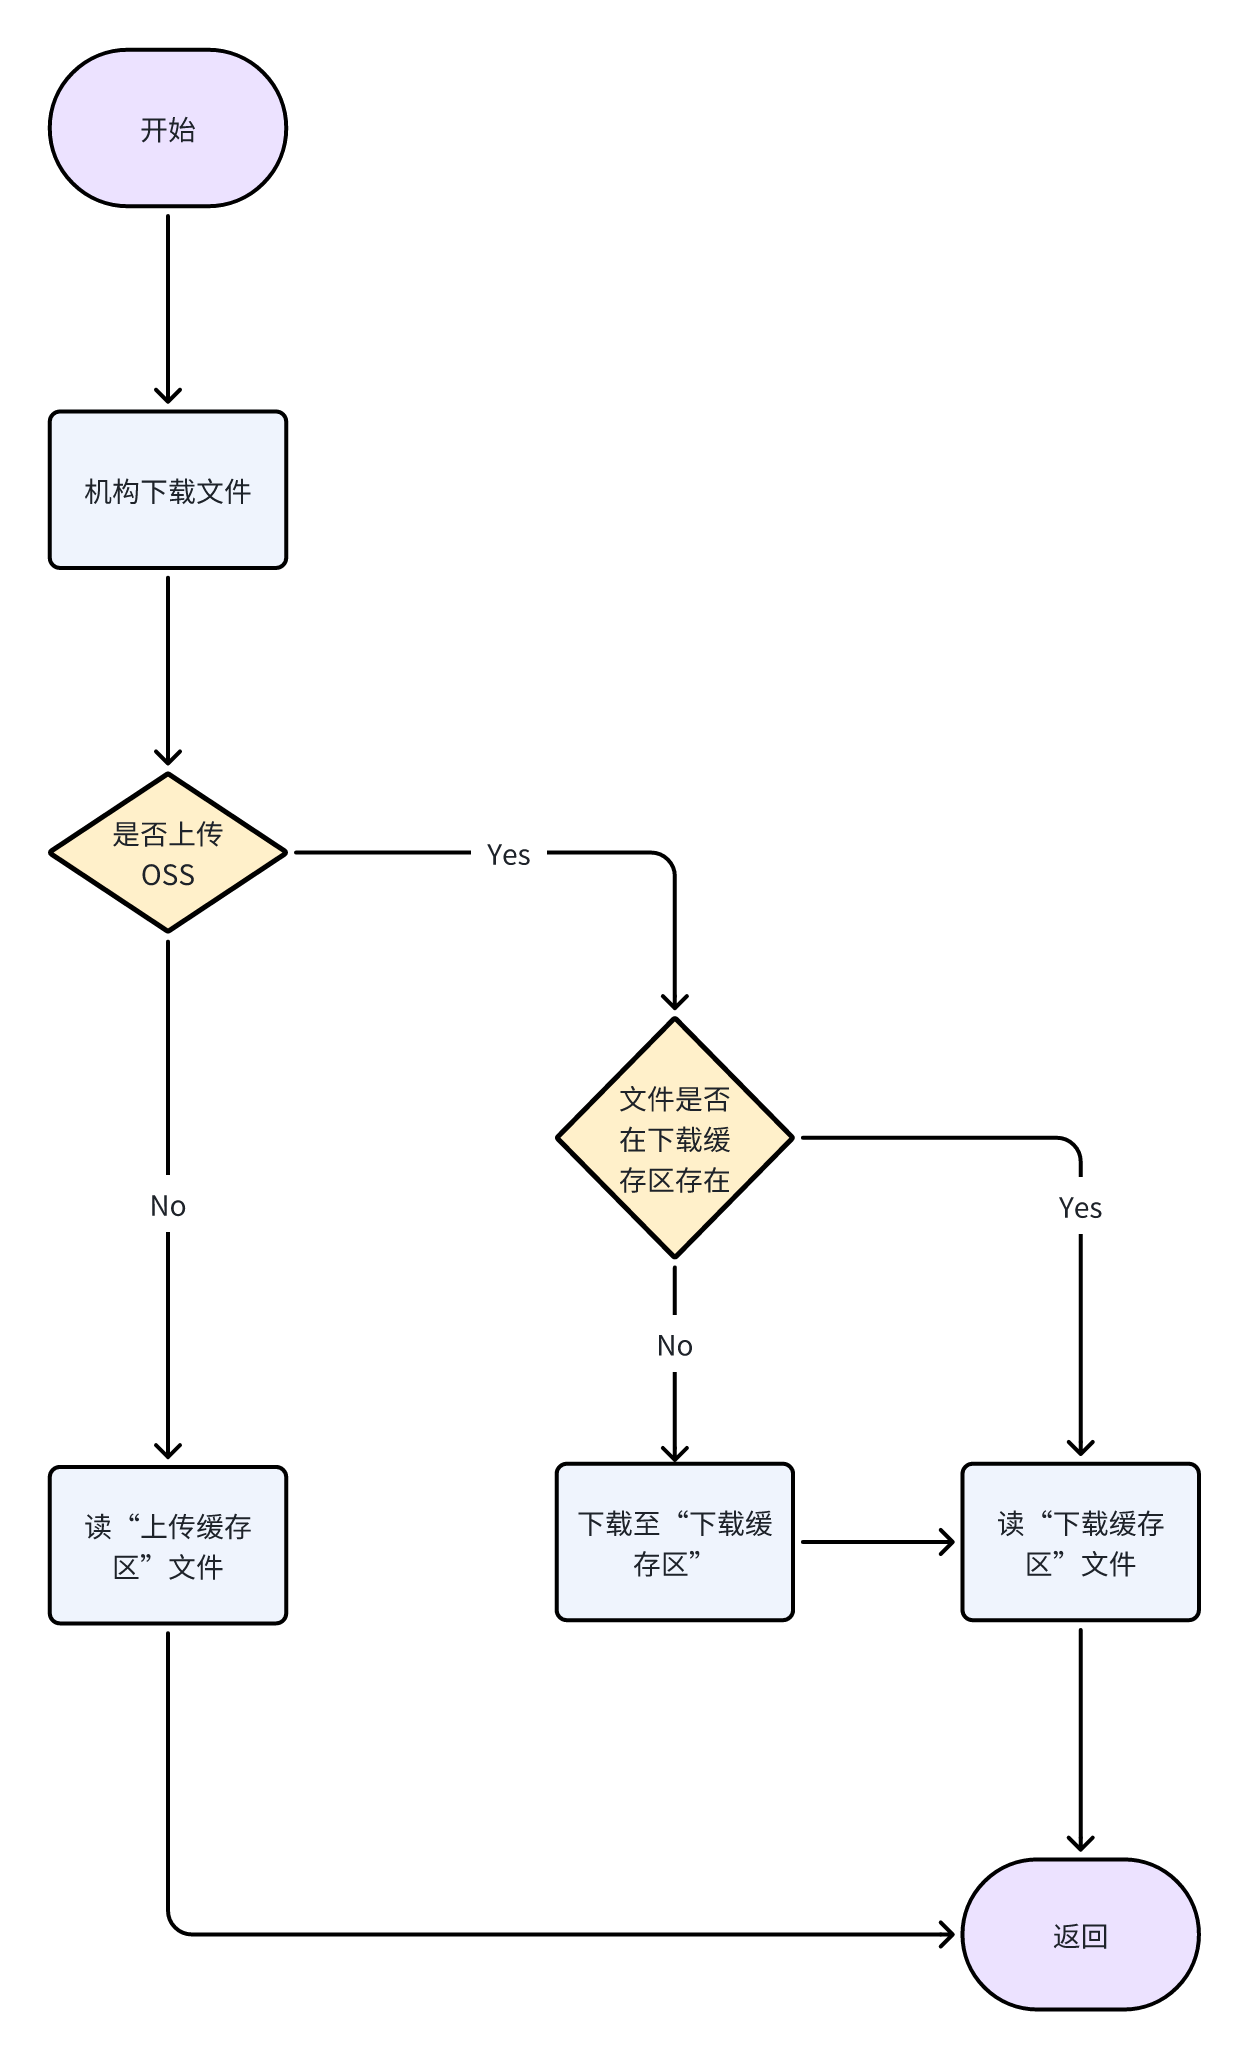 开始
机构下载文件
是否上传
OSS
Yes
文件是否
在下载缓
存区存在
Yes
No
No
读“上传缓存
区”文件
下载至“下载缓
存区”
读“下载缓存
区”文件
返回